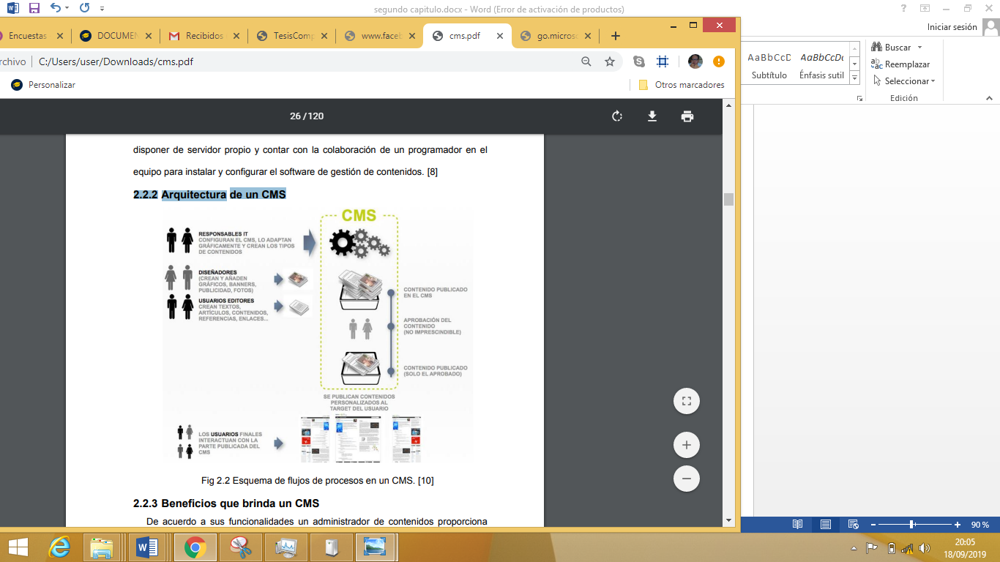 segundo capitulo.docx - Word (Error de activación de productos)
Iniciar sesión
Encuestas
DOCUMEN
Recibidos
TesisComp
www.faceb
cms.pdf
go.microso
rchivo
C:/Users/user/Downloads/cms.pdf
Personalizar
Otros marcadores
AaBbCcD
AaBbCcDc
Subtítulo
Énfasis sutil
Buscar
Reemplazar
Seleccionar
Edición
26 / 120
disponer de servidor propio y contar con la colaboración de un programador en el
equipo para instalar y configurar el software de gestión de contenidos. [8]
2.2.2 Arquitectura de un CMS
CMS
RESPONSABLES IT
CONFIGURAN EL CMS, LO ADAPTAN
GRÁFICAMENTE Y CREAN LOS TIPOS
DE CONTENIDOS
DISEÑADORES
(CREAN Y AÑADEN
GRÁFICOS, BANNERS,
PUBLICIDAD, FOTOS)
USUARIOS EDITORES
CREAN TEXTOS,
ARTÍCULOS, CONTENIDOS,
REFERENCIAS, ENLACES...
CONTENIDO PUBLICADO
EN EL CMS
APROBACIÓN DEL
CONTENIDO
(NO IMPRESCINDIBLE)
CONTENIDO PUBLICADO
(SOLO EL APROBADO)
SE PUBLICAN CONTENIDOS
PERSONALIZADOS AL
TARGET DEL USUARIO
LOS USUARIOS FINALES
INTERACTUAN CON LA
PARTE PUBLICADA DEL
CMS
Fig 2.2 Esquema de flujos de procesos en un CMS. [10]
2.2.3 Beneficios que brinda un CMS
De acuerdo a sus funcionalidades un administrador de contenidos proporciona
90 %
20:05
18/09/2019